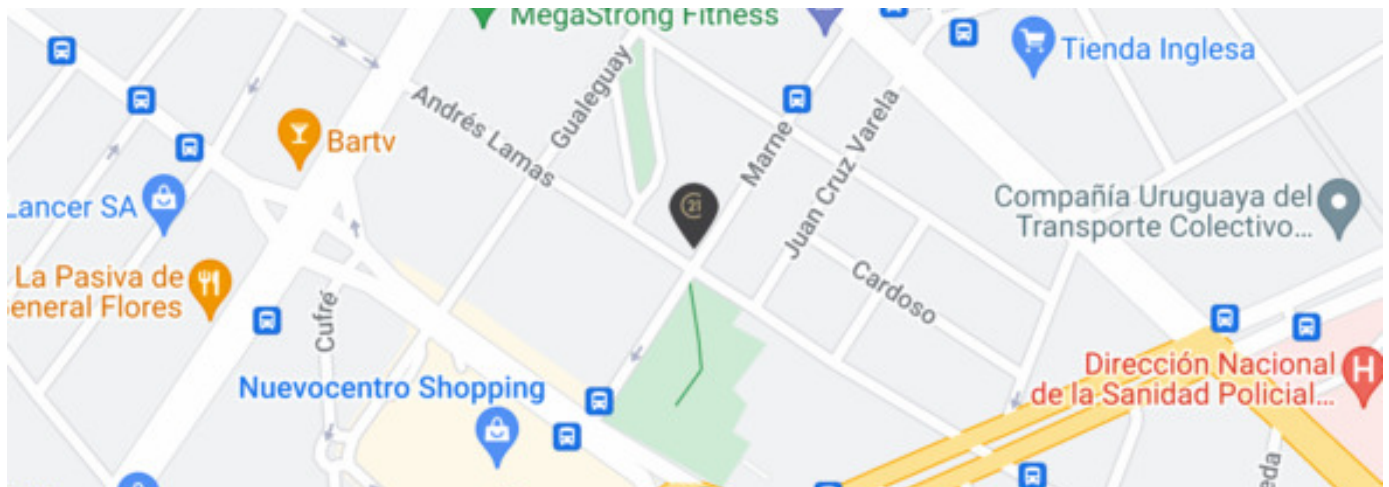 MegaStrong Fitness
Tienda Inglesa
Gualeguay
Andrés Lamas
Marne
Juan Cruz Varela
Bartv
Lancer SA
21
Compañía Uruguaya del
Transporte Colectivo...
La Pasiva de
General Flores
Cufré
Cardoso
Nuevocentro Shopping
Dirección Nacional
de la Sanidad Policial...
H